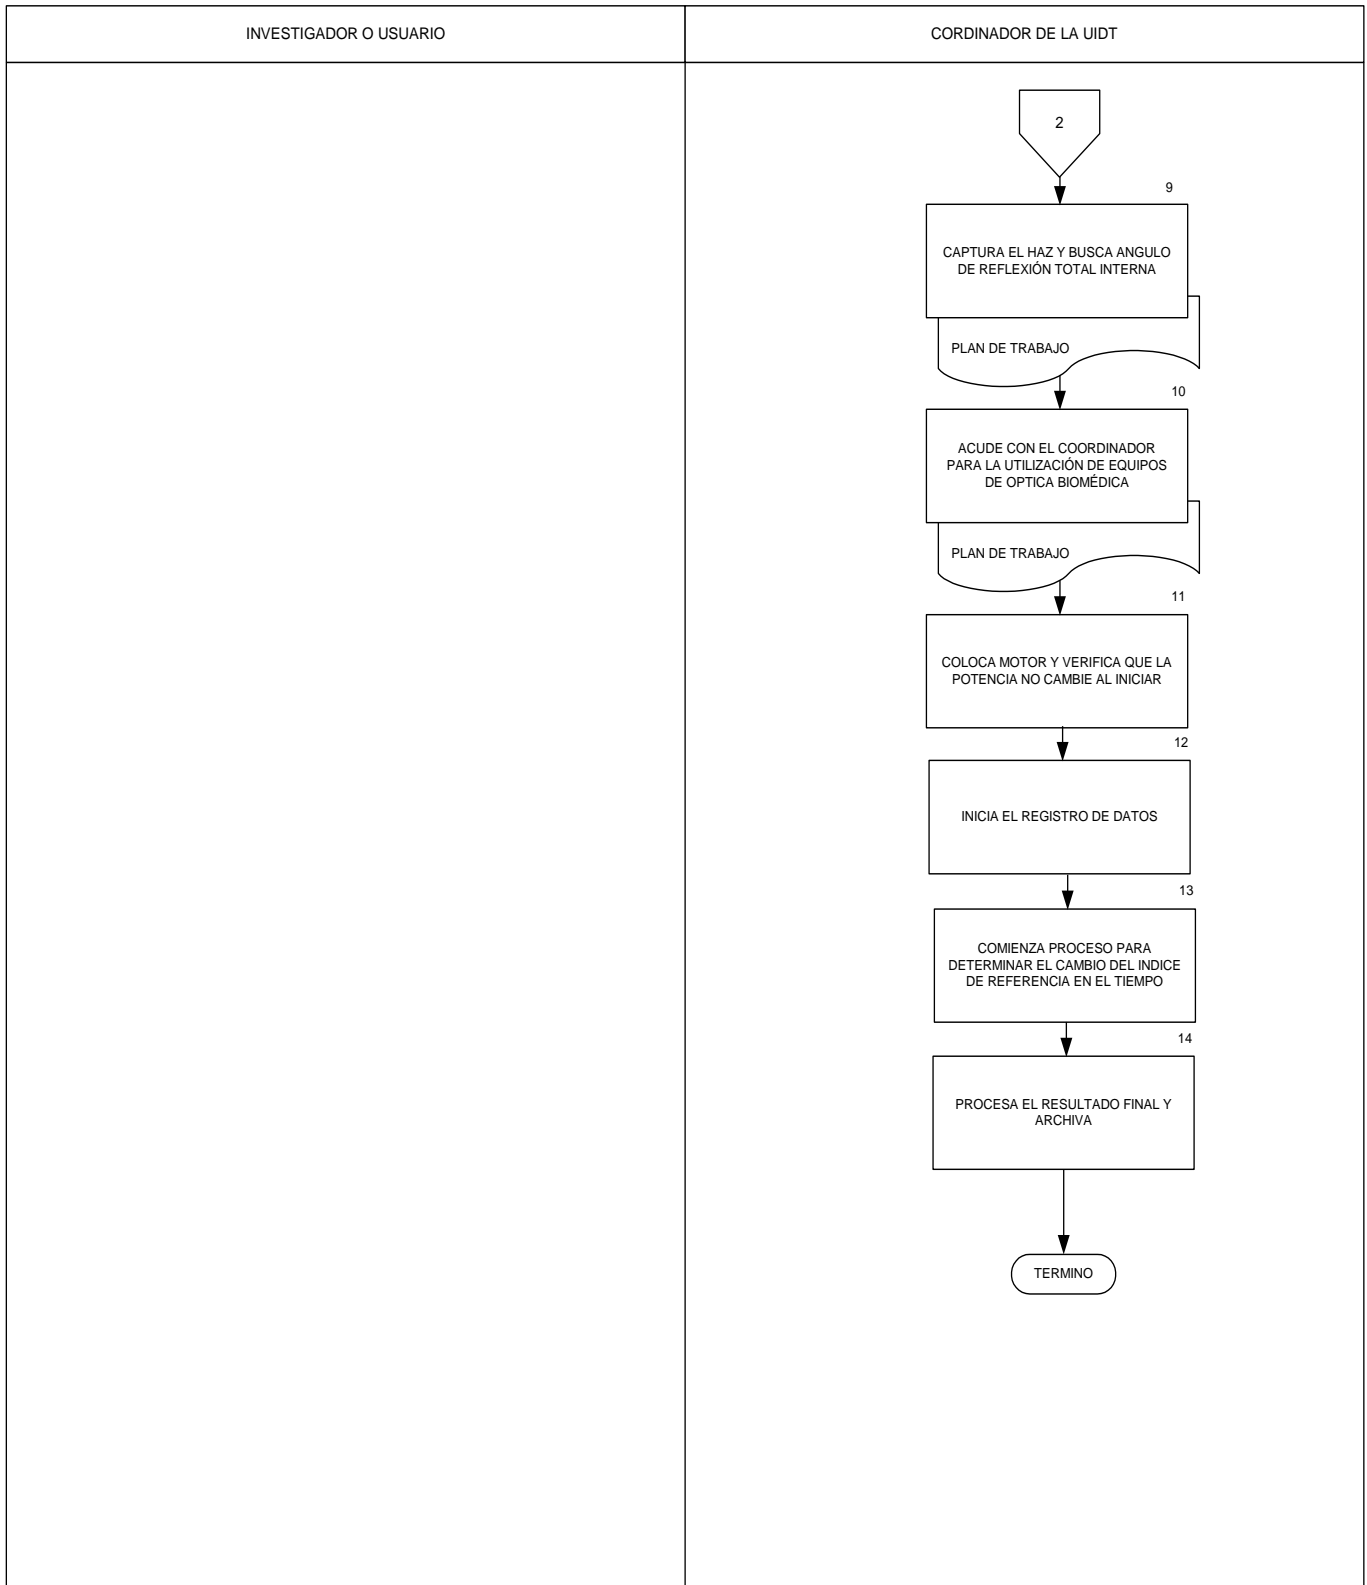 INVESTIGADOR O USUARIO
CORDINADOR DE LA UIDT
2
9
CAPTURA EL HAZ Y BUSCA ANGULO
DE REFLEXIÓN TOTAL INTERNA
PLAN DE TRABAJO
10
ACUDE CON EL COORDINADOR
PARA LA UTILIZACIÓN DE EQUIPOS
DE OPTICA BIOMÉDICA
PLAN DE TRABAJO
11
COLOCA MOTOR Y VERIFICA QUE LA
POTENCIA NO CAMBIE AL INICIAR
12
INICIA EL REGISTRO DE DATOS
13
COMIENZA PROCESO PARA
DETERMINAR EL CAMBIO DEL INDICE
DE REFERENCIA EN EL TIEMPO
14
PROCESA EL RESULTADO FINAL Y
ARCHIVA
TERMINO